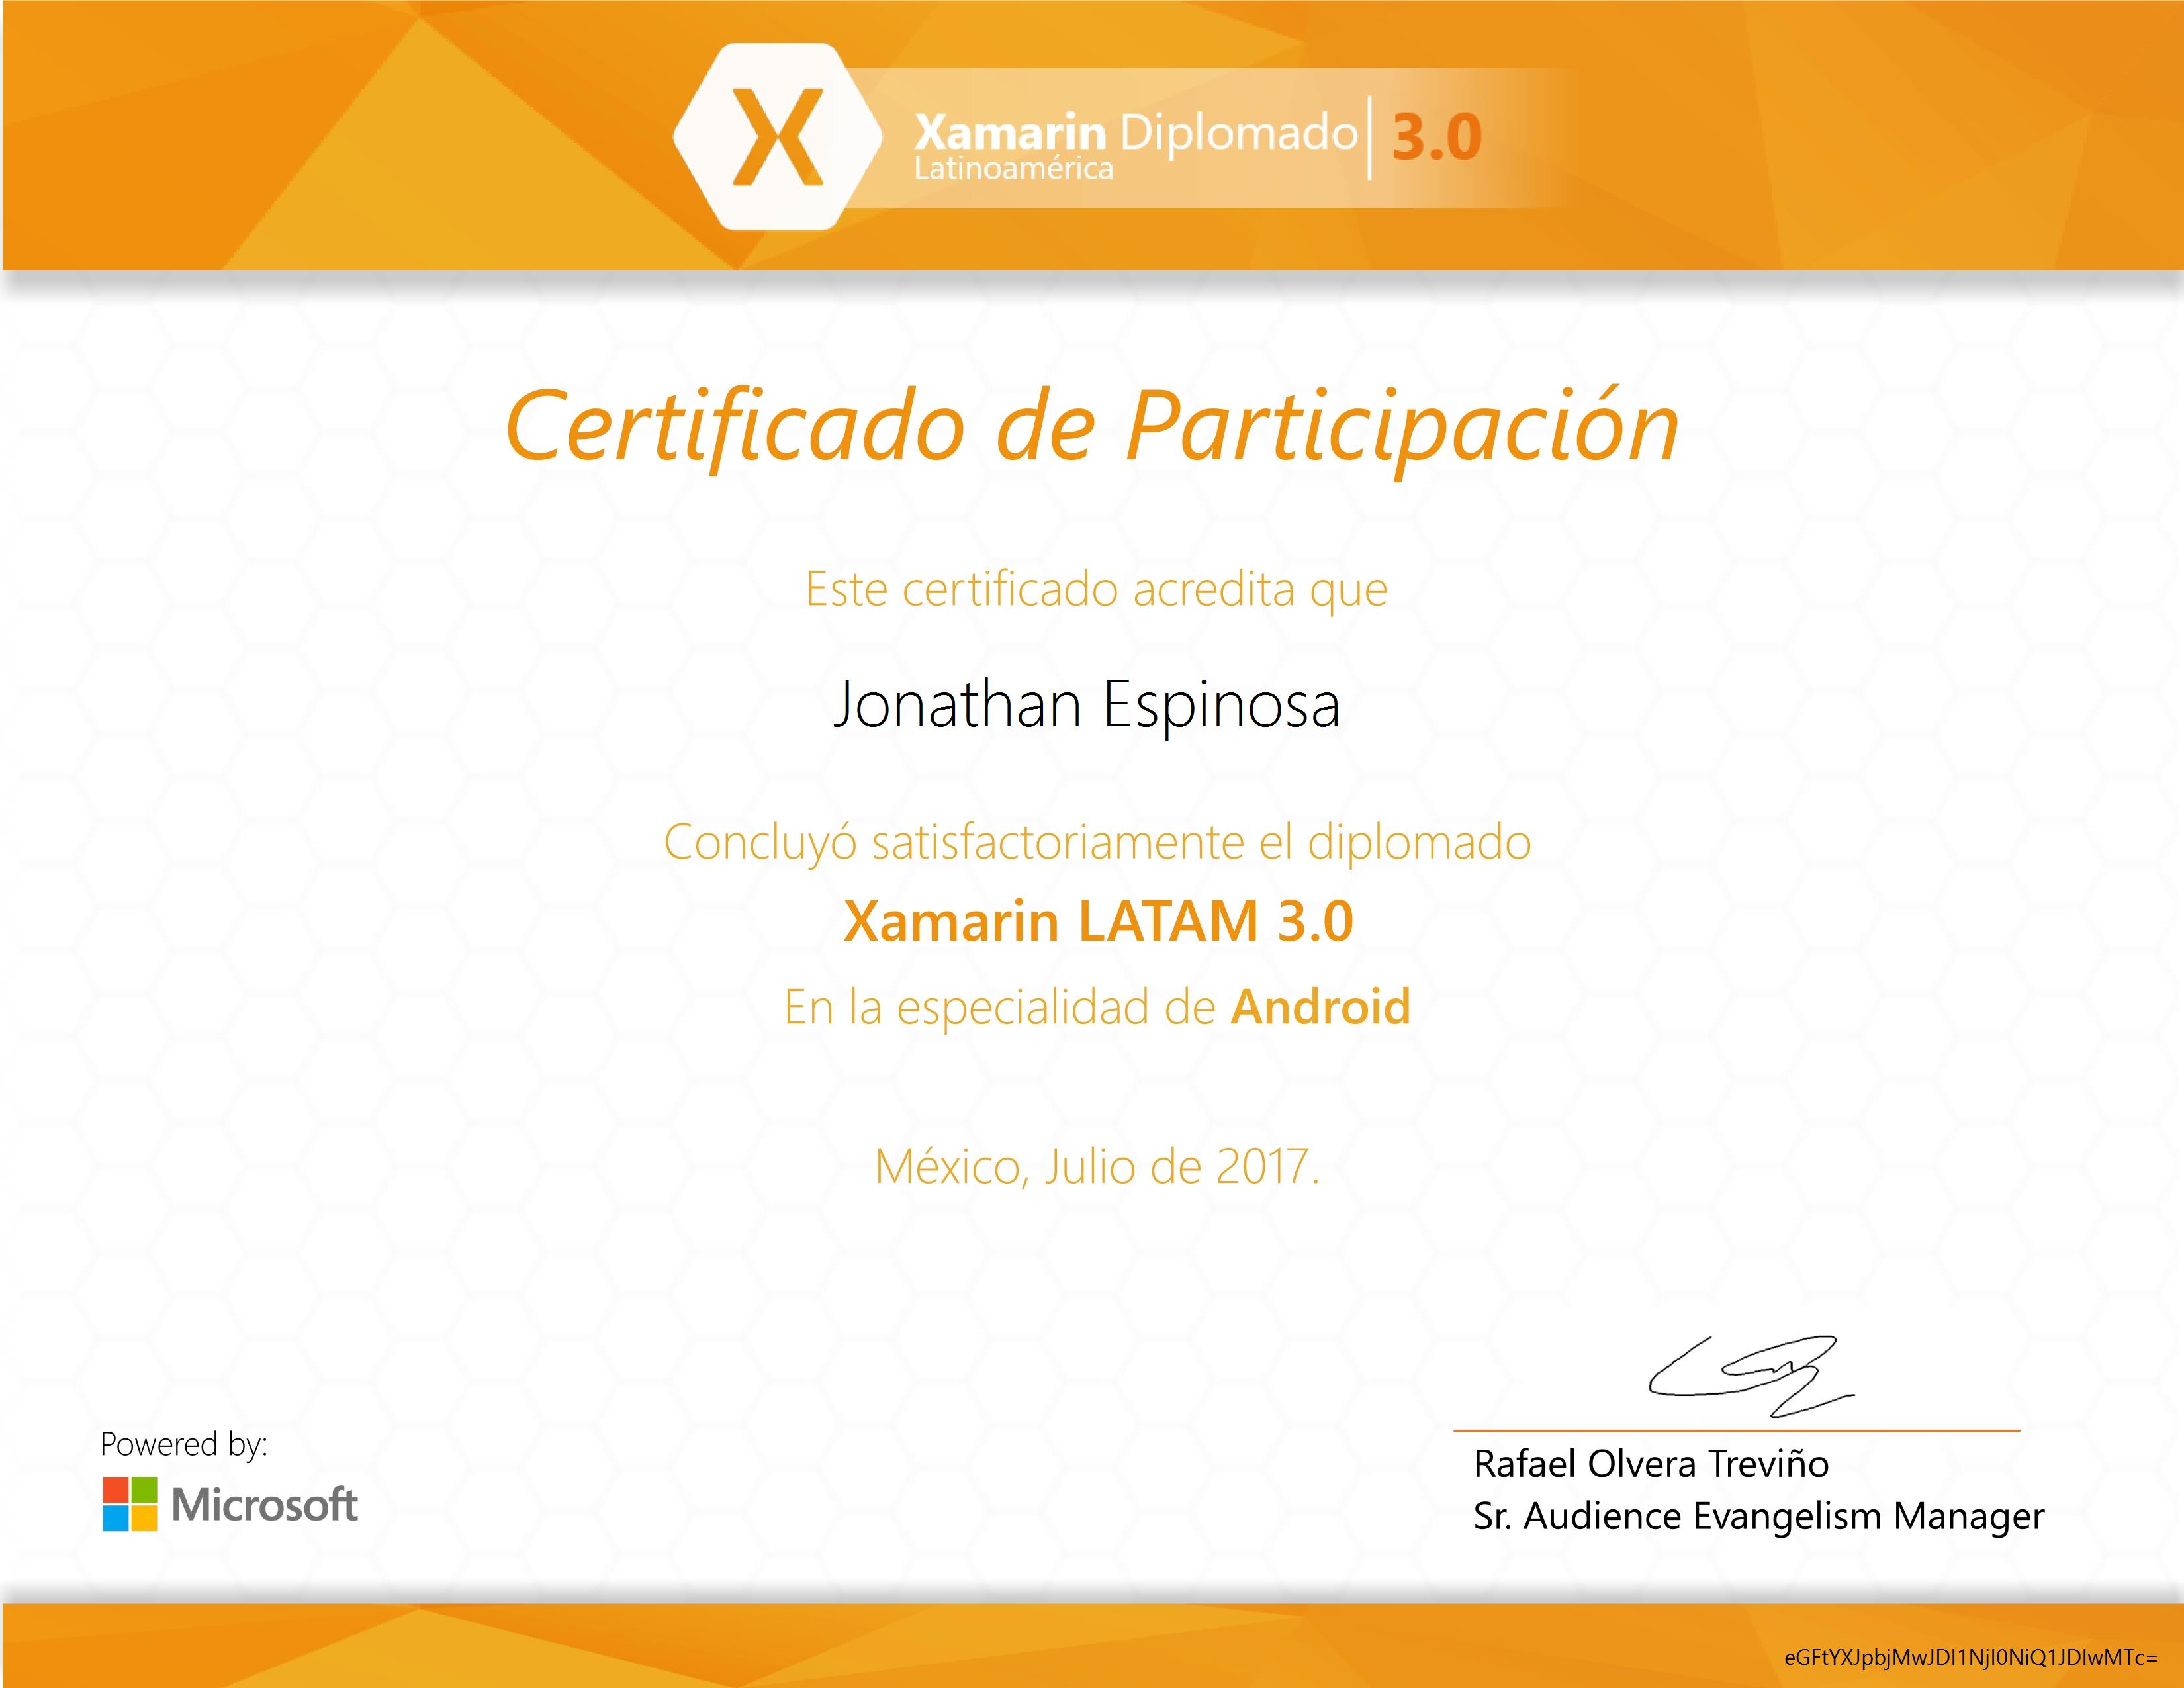 X
Xamarin Diplomado | 3.0
Latinoamérica
Certificado de Participación
Este certificado acredita que
Jonathan Espinosa
Concluyó satisfactoriamente el diplomado
Xamarin LATAM 3.0
En la especialidad de Android
México, Julio de 2017.
Powered by:
Microsoft
Rafael Olvera Treviño
Sr. Audience Evangelism Manager
eGFtYXJpbjMwJDI1NjI0NiQ1JDIwMTc=